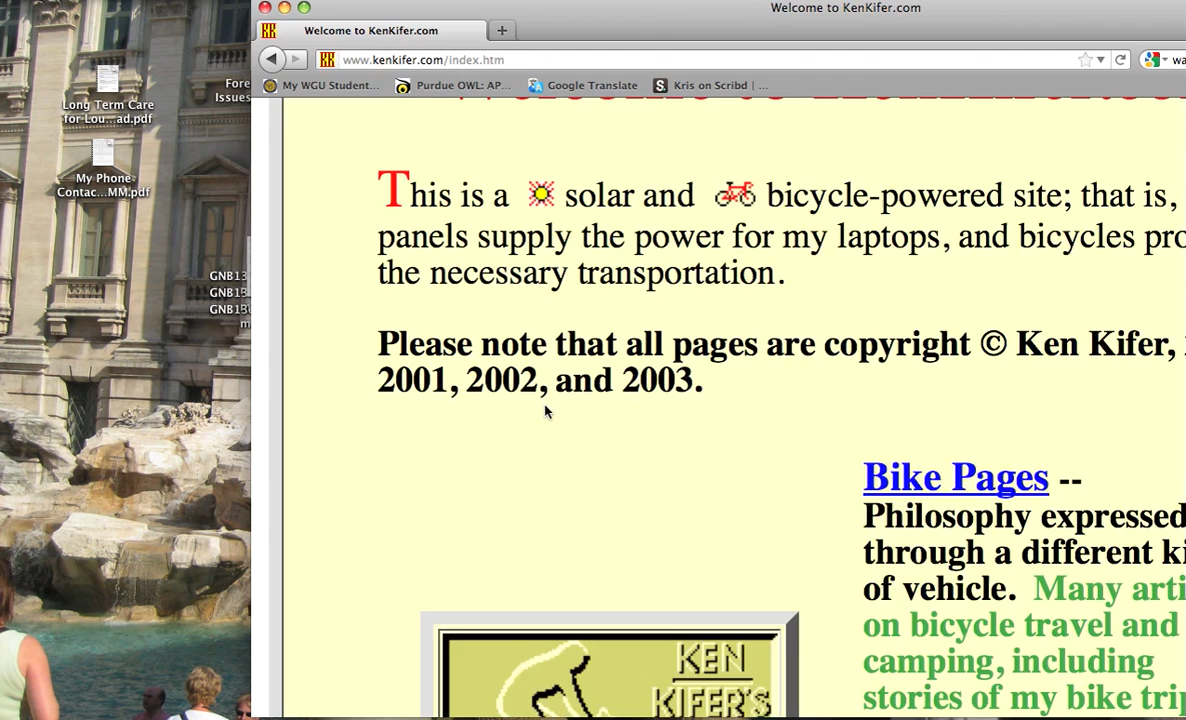 Welcome to KenKifer.com
Welcome to KenKifer.com
www.kenkifer.com/index.htm
My WGU Student...
Purdue OWL: AP...
Google Translate
Kris on Scribd | ...
Long Term Care
for Lou...ad.pdf
My Phone
Contac...MM.pdf
Fore
Issues
GNB13
GNB13
GNB13
This is a solar and bicycle-powered site; that is,
panels supply the power for my laptops, and bicycles pro
the necessary transportation.
Please note that all pages are copyright © Ken Kifer,
2001, 2002, and 2003.
Bike Pages --
Philosophy expressed
through a different ki
of vehicle. Many arti
on bicycle travel and
camping, including
stories of my bike trip
KEN
KIFER'S